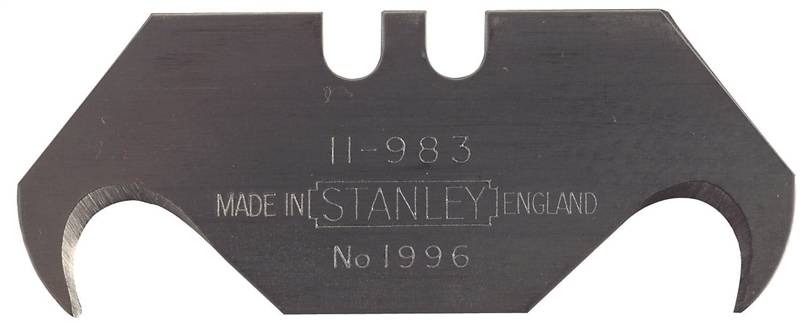 11-983
MADE IN STANLEY ENGLAND
No 1996